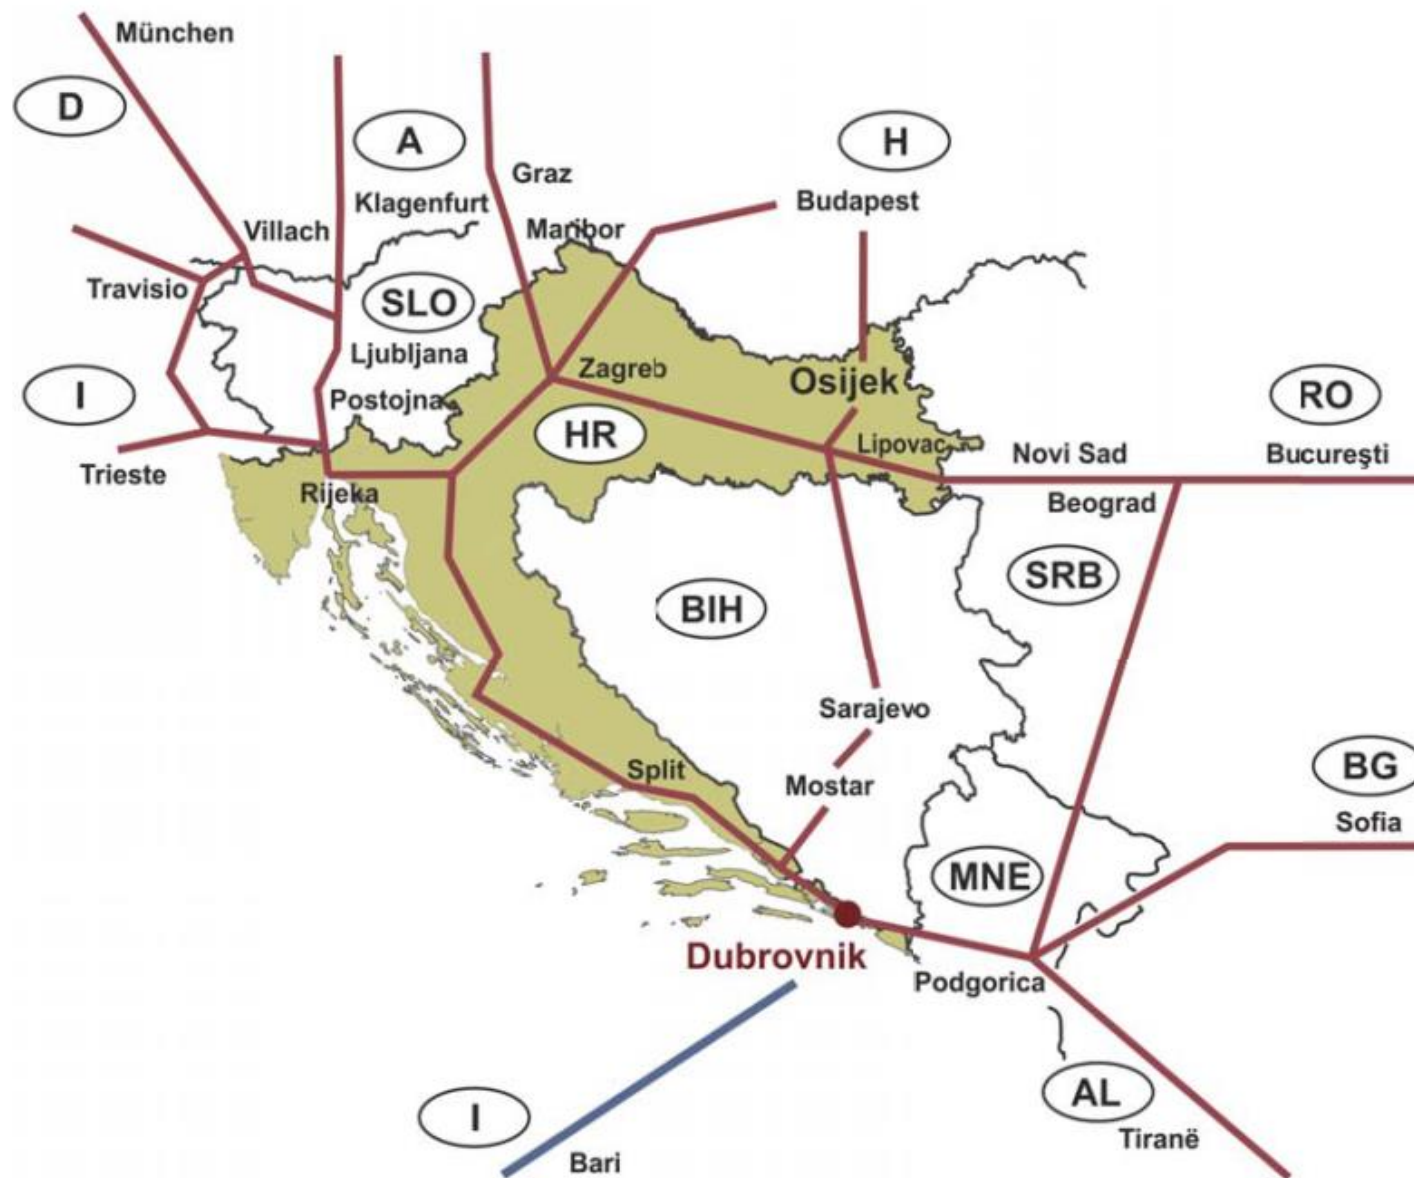 München
D
A
H
Graz
Klagenfurt
Budapest
Villach
Maribor
Travisio
SLO
Ljubljana
Zagreb
Osijek
I
Postojna
RO
HR
Lipovac
Novi Sad
Bucureşti
Trieste
Rijeka
Beograd
SRB
BIH
Sarajevo
Split
Mostar
BG
Sofia
MNE
Dubrovnik
Podgorica
AL
I
Tiranë
Bari